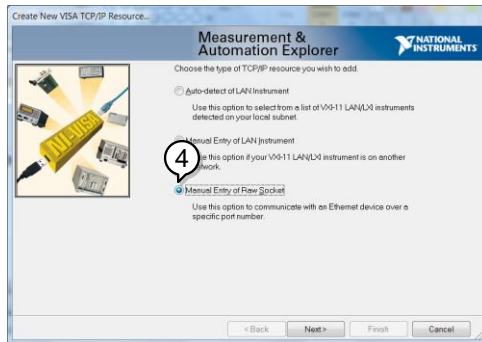 Create New VISA TCP/IP Resource...
Measurement &
Automation Explorer
NATIONAL
INSTRUMENTS
NI-VISA
Choose the type of TCP/IP resource you wish to add.
Auto-detect of LAN Instrument
Use this option to select from a list of VXI-11 LAN/LXI instruments
detected on your local subnet.
Manual Entry of LAN Instrument
this option if your VXI-11 LAN/LXI instrument is on another
4
Manual Entry of Raw Socket
Use this option to communicate with an Ethernet device over a
specific port number.
< Back
Next >
Finish
Cancel